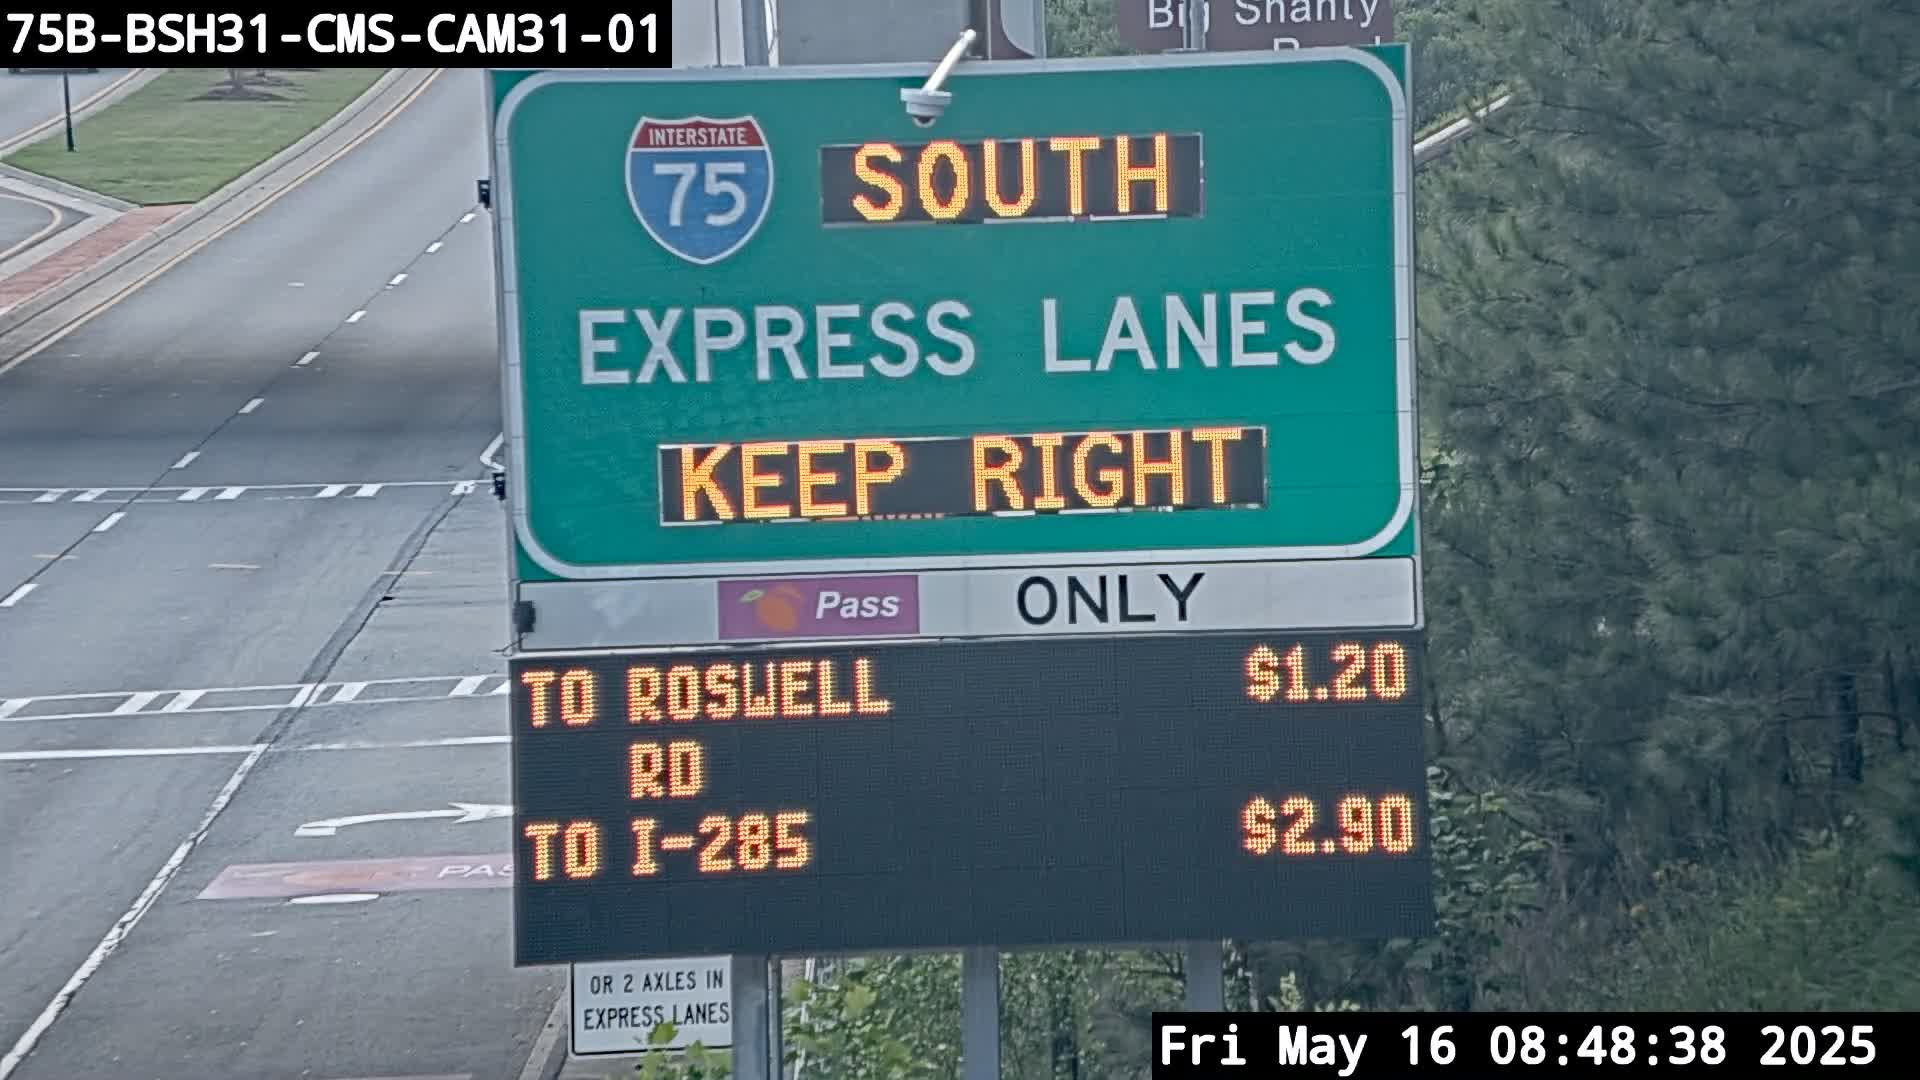 75B-BSH31-CMS-CAM31-01
Big Shanty
Road
INTERSTATE
75
SOUTH
EXPRESS LANES
KEEP RIGHT
Pass ONLY
TO ROSWELL $1.20
RD
TO I-285 $2.90
PAS
OR 2 AXLES IN
EXPRESS LANES
Fri May 16 08:48:38 2025